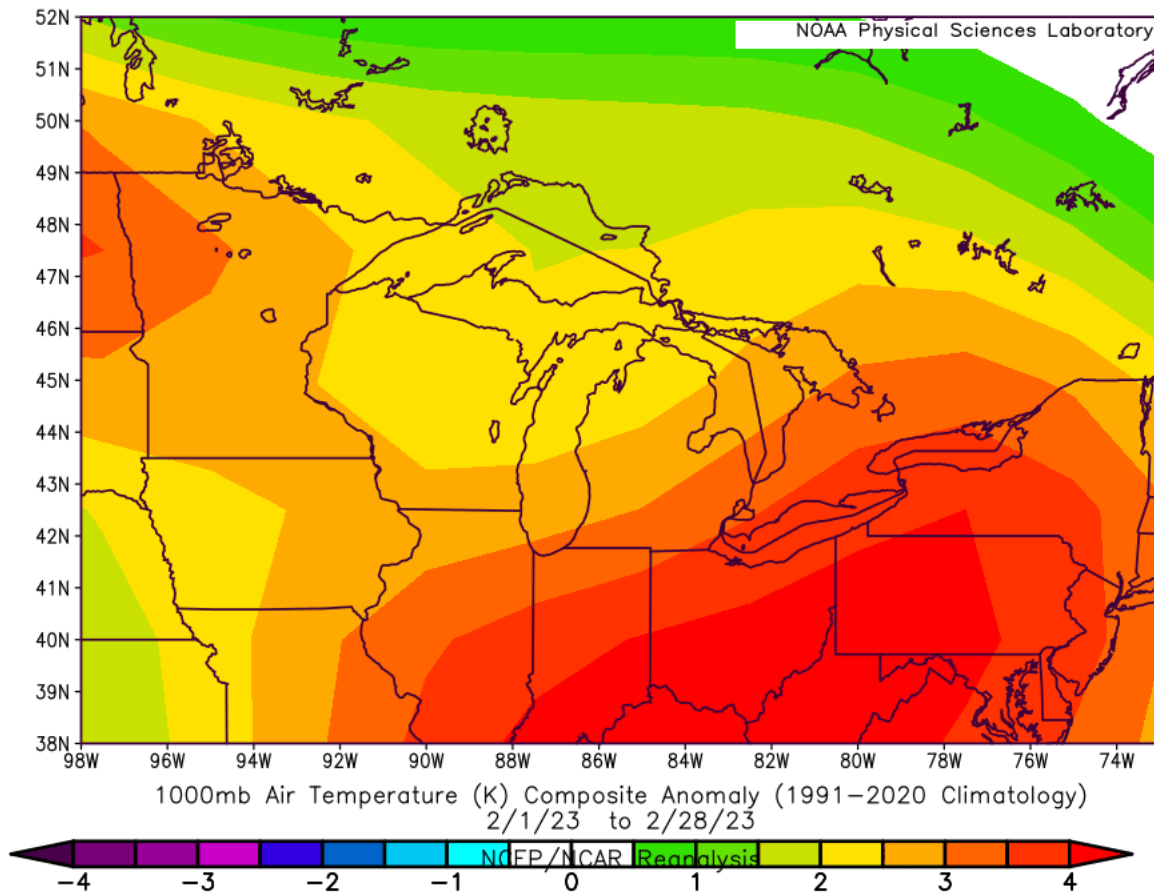 52N
NOAA Physical Sciences Laboratory
51N
50N
49N
48N
47N
46N
45N
44N
43N
42N
41N
40N
39N
38N
98W 96W 94W 92W 90W 88W 86W 84W 82W 80W 78W 76W 74W
1000mb Air Temperature (K) Composite Anomaly (1991-2020 Climatology)
2/1/23 to 2/28/23
NCEP/NCAR Reanalysis
-4 -3 -2 -1 0 1 2 3 4